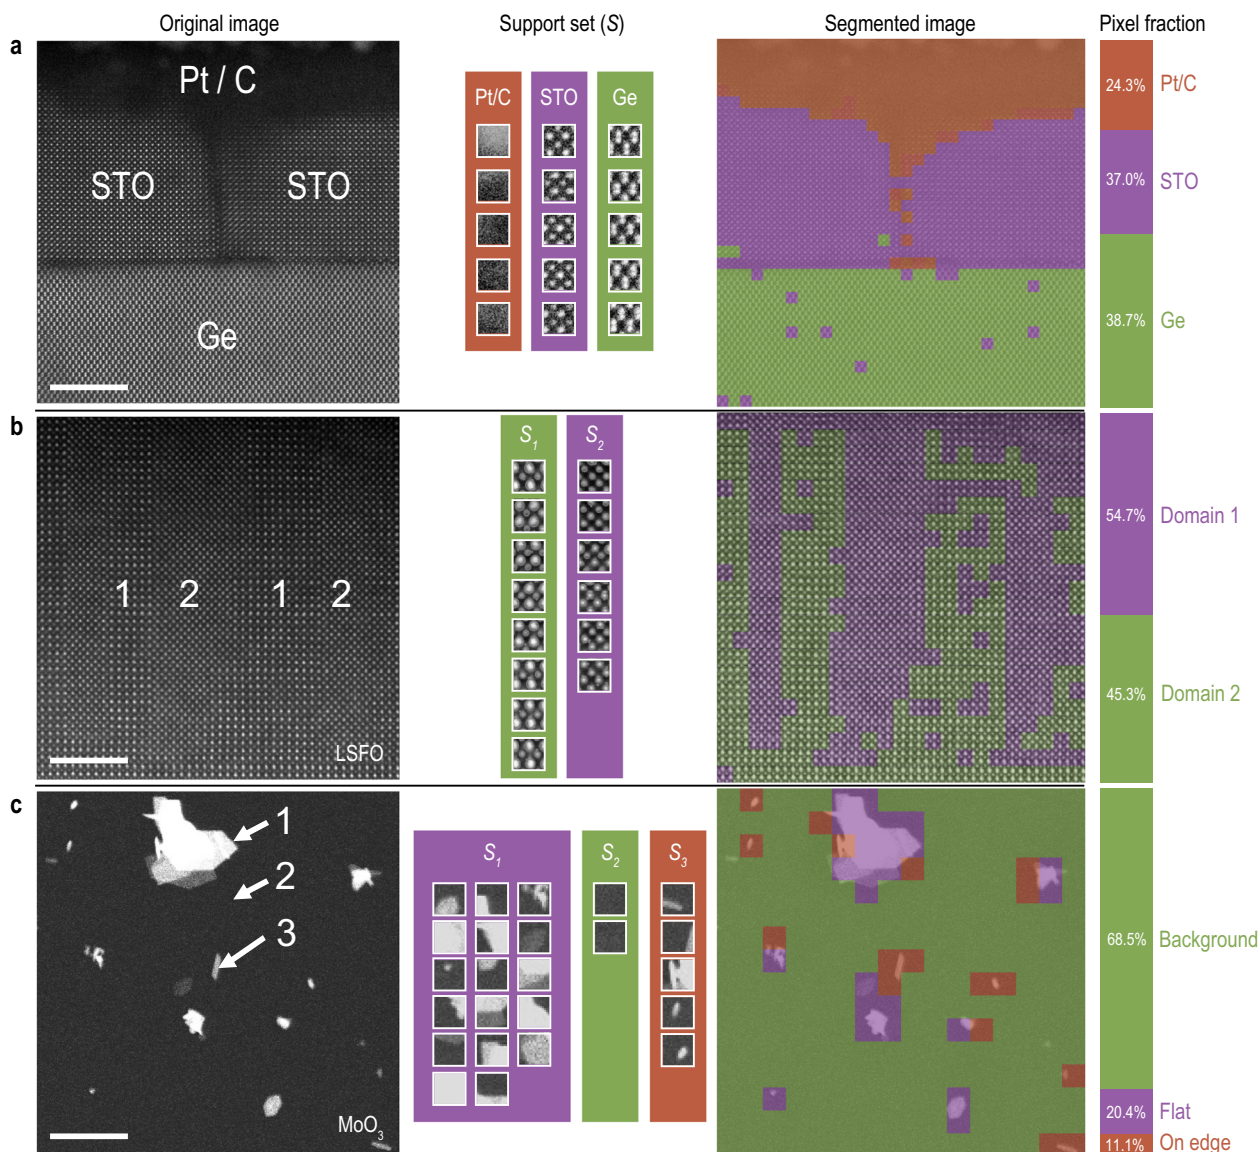 Original image
Support set (S)
Segmented image
Pixel fraction
a
Pt / C
STO
STO
Ge
Pt/C
STO
Ge
24.3%
Pt/C
37.0%
STO
38.7%
Ge
b
1
2
1
2
LSFO
S1
S2
54.7%
Domain 1
45.3%
Domain 2
c
1
2
3
MoO3
S1
S2
S3
68.5%
Background
20.4%
Flat
11.1%
On edge